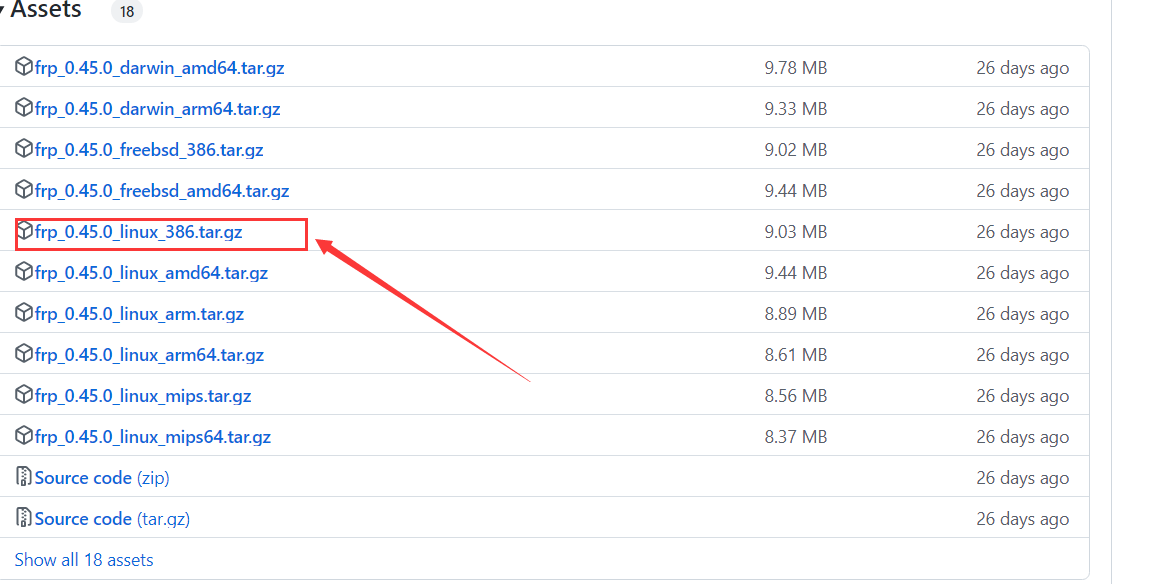 Assets 18
frp_0.45.0_darwin_amd64.tar.gz 9.78 MB 26 days ago
frp_0.45.0_darwin_arm64.tar.gz 9.33 MB 26 days ago
frp_0.45.0_freebsd_386.tar.gz 9.02 MB 26 days ago
frp_0.45.0_freebsd_amd64.tar.gz 9.44 MB 26 days ago
frp_0.45.0_linux_386.tar.gz 9.03 MB 26 days ago
frp_0.45.0_linux_amd64.tar.gz 9.44 MB 26 days ago
frp_0.45.0_linux_arm.tar.gz 8.89 MB 26 days ago
frp_0.45.0_linux_arm64.tar.gz 8.61 MB 26 days ago
frp_0.45.0_linux_mips.tar.gz 8.56 MB 26 days ago
frp_0.45.0_linux_mips64.tar.gz 8.37 MB 26 days ago
Source code (zip) 26 days ago
Source code (tar.gz) 26 days ago
Show all 18 assets